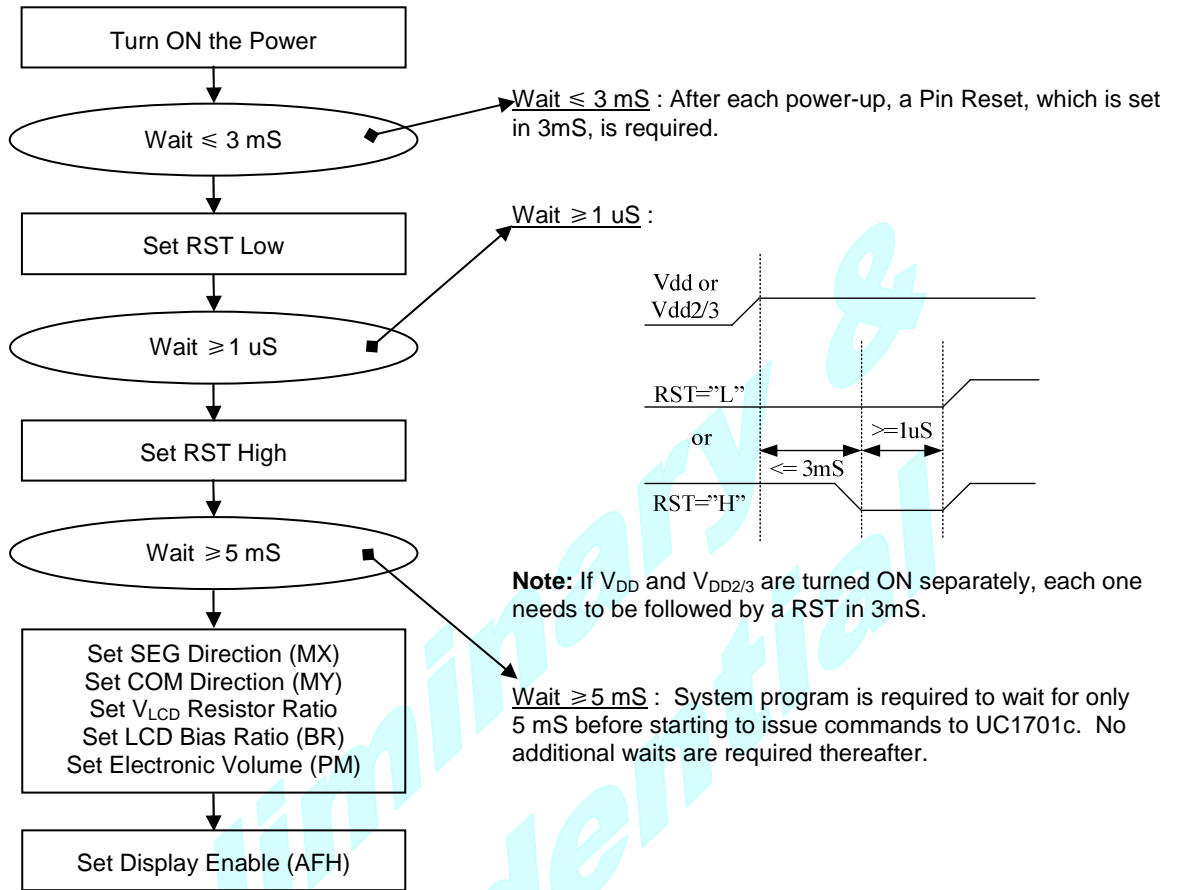 Turn ON the Power
Wait ≤ 3 mS
Set RST Low
Wait ≥ 1 uS
Set RST High
Wait ≥ 5 mS
Set SEG Direction (MX)
Set COM Direction (MY)
Set VLCD Resistor Ratio
Set LCD Bias Ratio (BR)
Set Electronic Volume (PM)
Set Display Enable (AFH)
Wait ≤ 3 mS : After each power-up, a Pin Reset, which is set
in 3mS, is required.
Wait ≥ 1 uS :
Vdd or
Vdd2/3
RST=”L”
or
>=1uS
<= 3mS
RST=”H”
Note: If VDD and VDD2/3 are turned ON separately, each one
needs to be followed by a RST in 3mS.
Wait ≥ 5 mS : System program is required to wait for only
5 mS before starting to issue commands to UC1701c. No
additional waits are required thereafter.
liminary &
dential